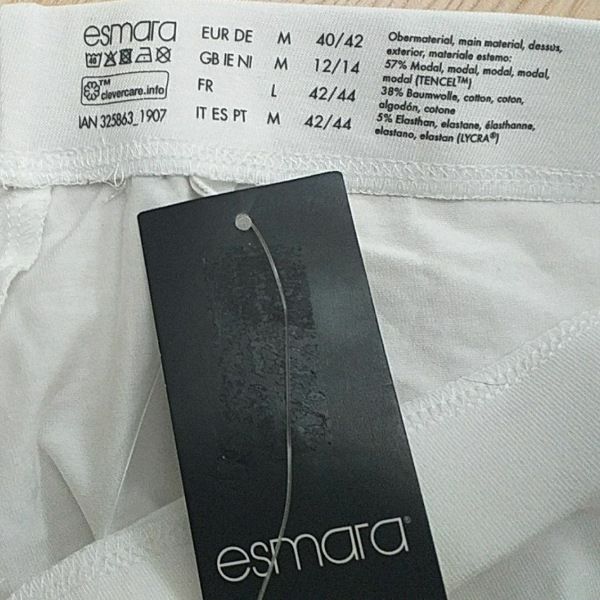 esmara
EUR DE M 40/42
GB IE NI M 12/14
FR L 42/44
IT ES PT M 42/44
clevercare.info
IAN 325863_1907
Obermaterial, main material, dessus,
exterior, materiale esterno:
57% Modal, modal, modal, modal,
modal (TENCEL™)
38% Baumwolle, cotton, coton,
algodón, cotone
5% Elasthan, elastane, élasthanne,
elastano, elastan (LYCRA®)
esmara®